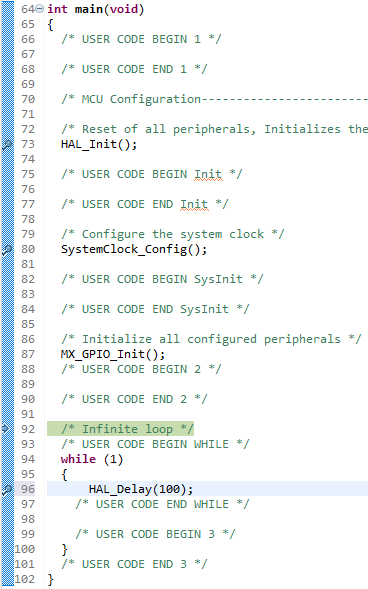 64 int main(void)
65 {
66 /* USER CODE BEGIN 1 */
67
68 /* USER CODE END 1 */
69
70 /* MCU Configuration------------------------
71
72 /* Reset of all peripherals, Initializes the
73 HAL_Init();
74
75 /* USER CODE BEGIN Init */
76
77 /* USER CODE END Init */
78
79 /* Configure the system clock */
80 SystemClock_Config();
81
82 /* USER CODE BEGIN SysInit */
83
84 /* USER CODE END SysInit */
85
86 /* Initialize all configured peripherals */
87 MX_GPIO_Init();
88 /* USER CODE BEGIN 2 */
89
90 /* USER CODE END 2 */
91
92 /* Infinite loop */
93 /* USER CODE BEGIN WHILE */
94 while (1)
95 {
96 HAL_Delay(100);
97 /* USER CODE END WHILE */
98
99 /* USER CODE BEGIN 3 */
100 }
101 /* USER CODE END 3 */
102 }